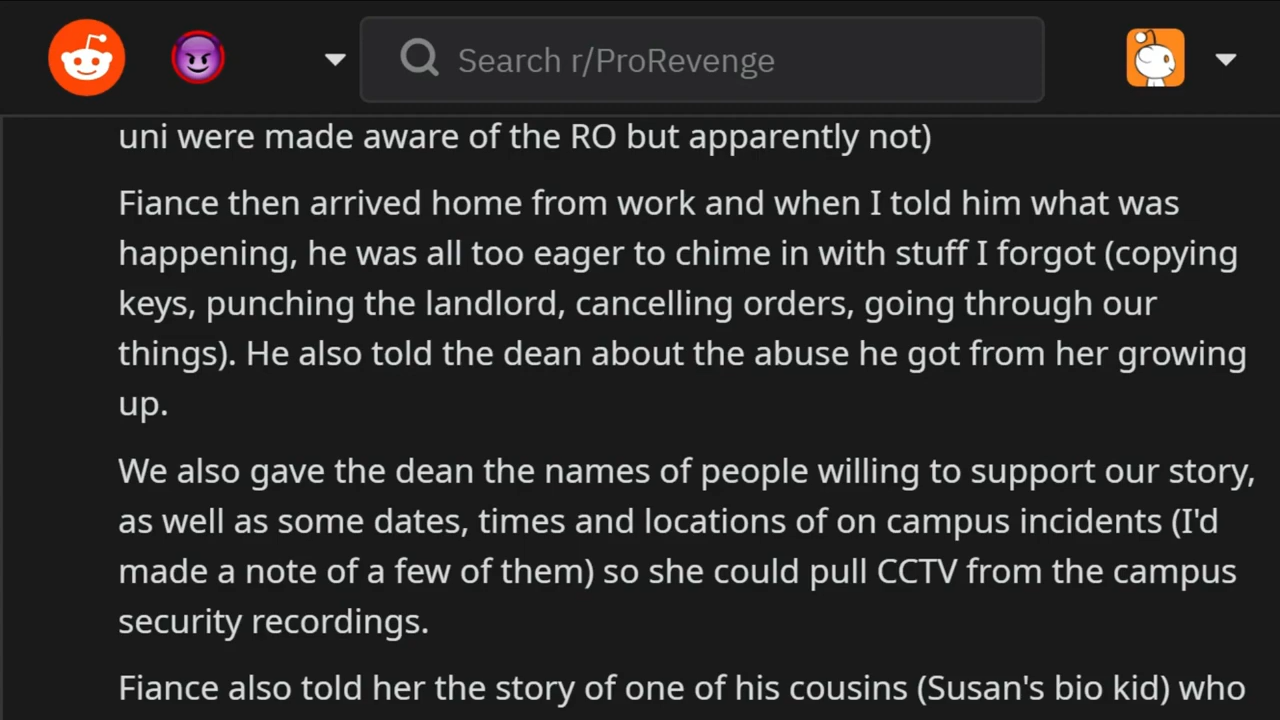 Search r/ProRevenge
uni were made aware of the RO but apparently not)
Fiance then arrived home from work and when I told him what was
happening, he was all too eager to chime in with stuff I forgot (copying
keys, punching the landlord, cancelling orders, going through our
things). He also told the dean about the abuse he got from her growing
up.
We also gave the dean the names of people willing to support our story,
as well as some dates, times and locations of on campus incidents (I'd
made a note of a few of them) so she could pull CCTV from the campus
security recordings.
Fiance also told her the story of one of his cousins (Susan's bio kid) who